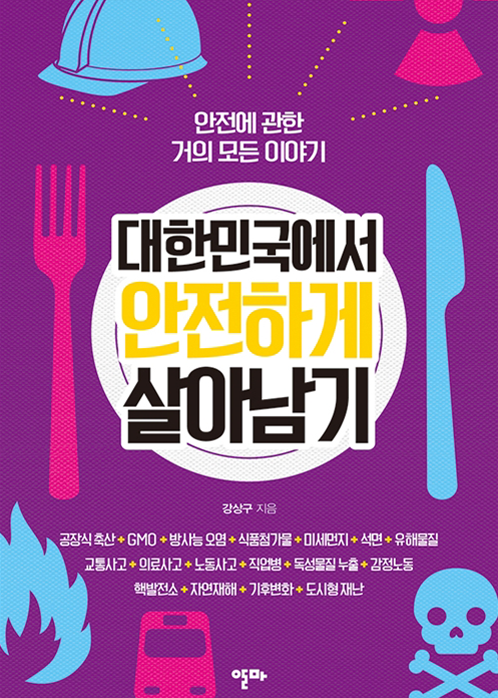 안전에 관한
거의 모든 이야기
대한민국에서
안전하게
살아남기
강상구 지음
공장식 축산 + GMO + 방사능 오염 + 식품첨가물 + 미세먼지 + 석면 + 유해물질
교통사고 + 의료사고 + 노동사고 + 직업병 + 독성물질 누출 + 감정노동
핵발전소 + 자연재해 + 기후변화 + 도시형 재난
알마